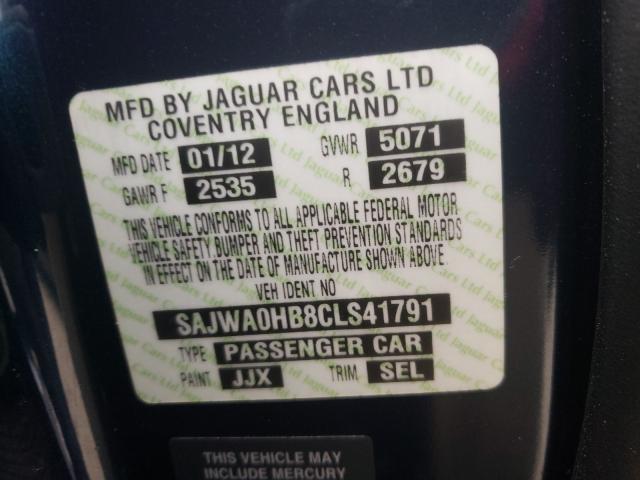 MFD BY JAGUAR CARS LTD
COVENTRY ENGLAND
MFD DATE 01/12 GVWR 5071
GAWR F 2535 R 2679
THIS VEHICLE CONFORMS TO ALL APPLICABLE FEDERAL MOTOR
VEHICLE SAFETY, BUMPER AND THEFT PREVENTION STANDARDS
IN EFFECT ON THE DATE OF MANUFACTURE SHOWN ABOVE.
VEH IDENT NO
SAJWA0HB8CLS41791
TYPE PASSENGER CAR
PAINT JJX TRIM SEL
THIS VEHICLE MAY
INCLUDE MERCURY